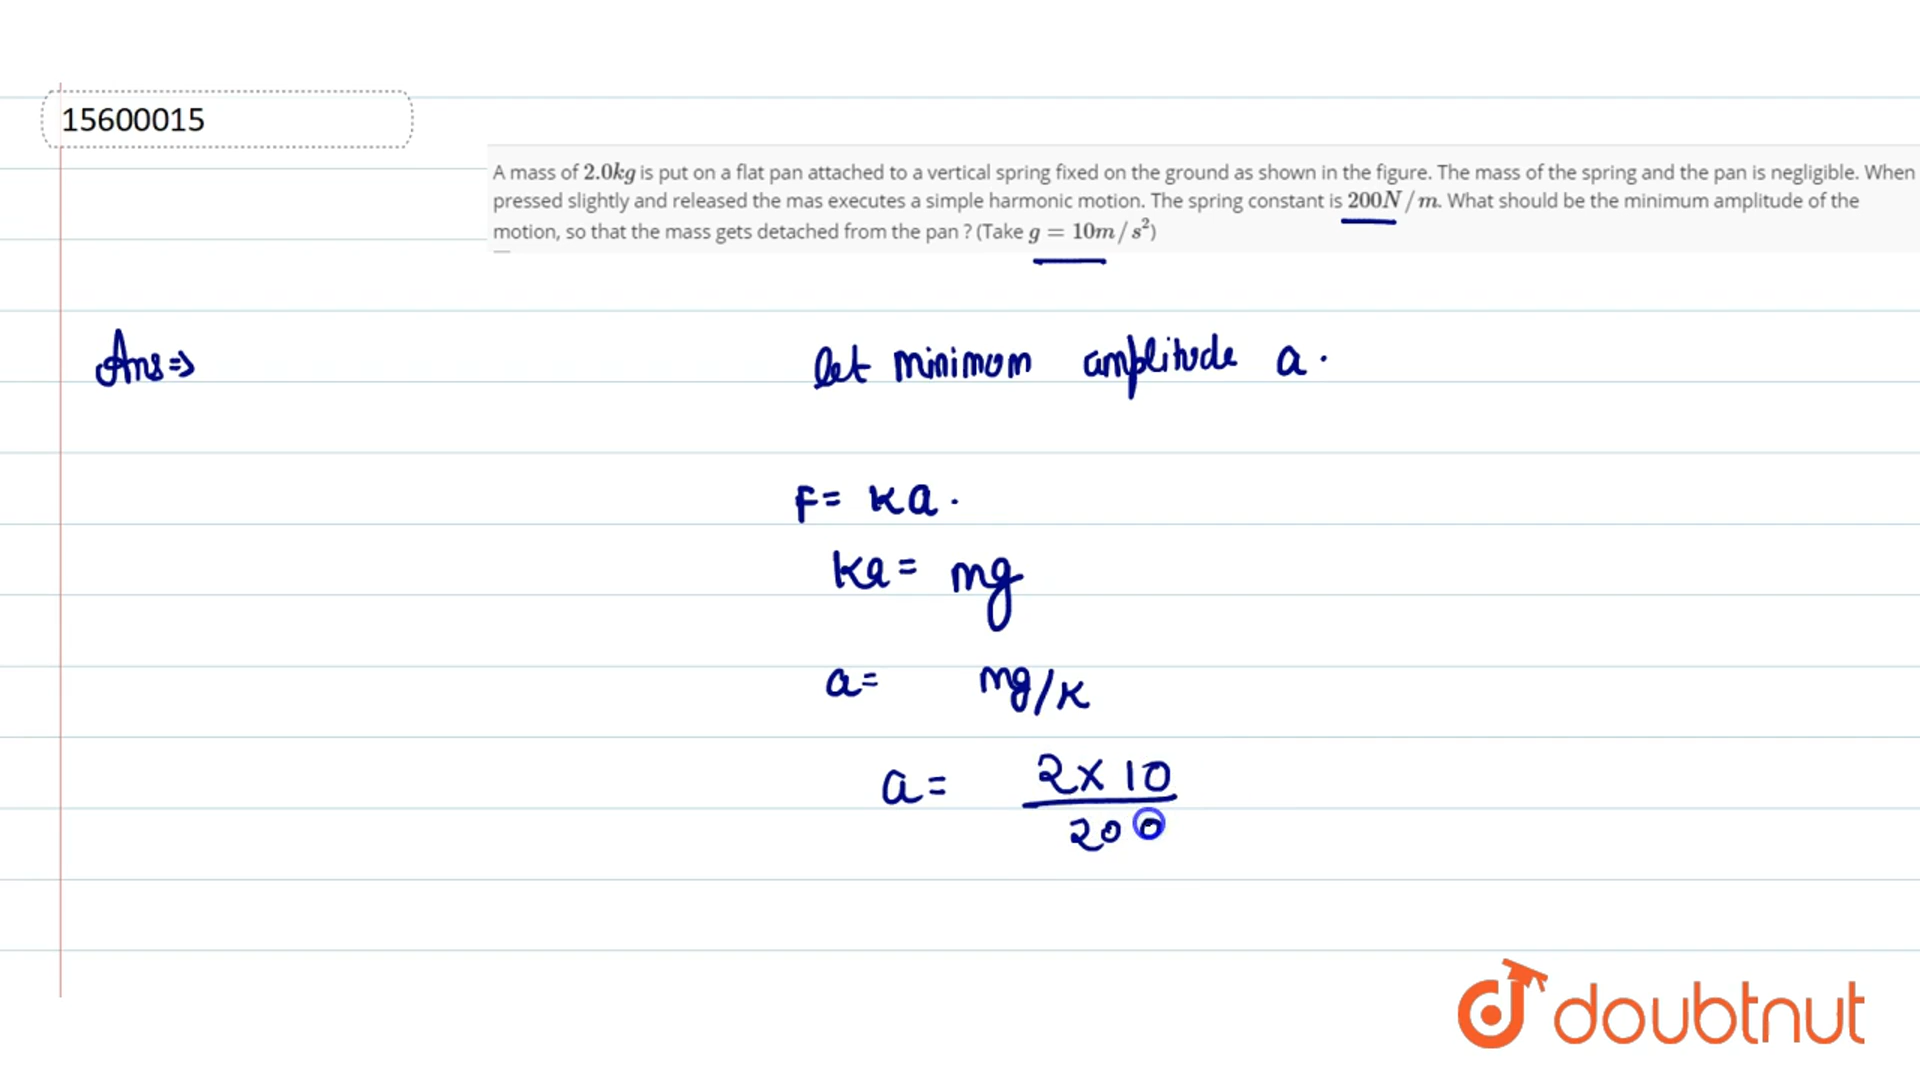 15600015
A mass of 2.0kg is put on a flat pan attached to a vertical spring fixed on the ground as shown in the figure. The mass of the spring and the pan is negligible. When
pressed slightly and released the mas executes a simple harmonic motion. The spring constant is 200N/m. What should be the minimum amplitude of the
motion, so that the mass gets detached from the pan ? (Take g = 10m/s²)
Ans⇒
let minimum amplitude a.
F= Ka.
Ka= mg
a= mg/K
a= 2×10
200
doubtnut